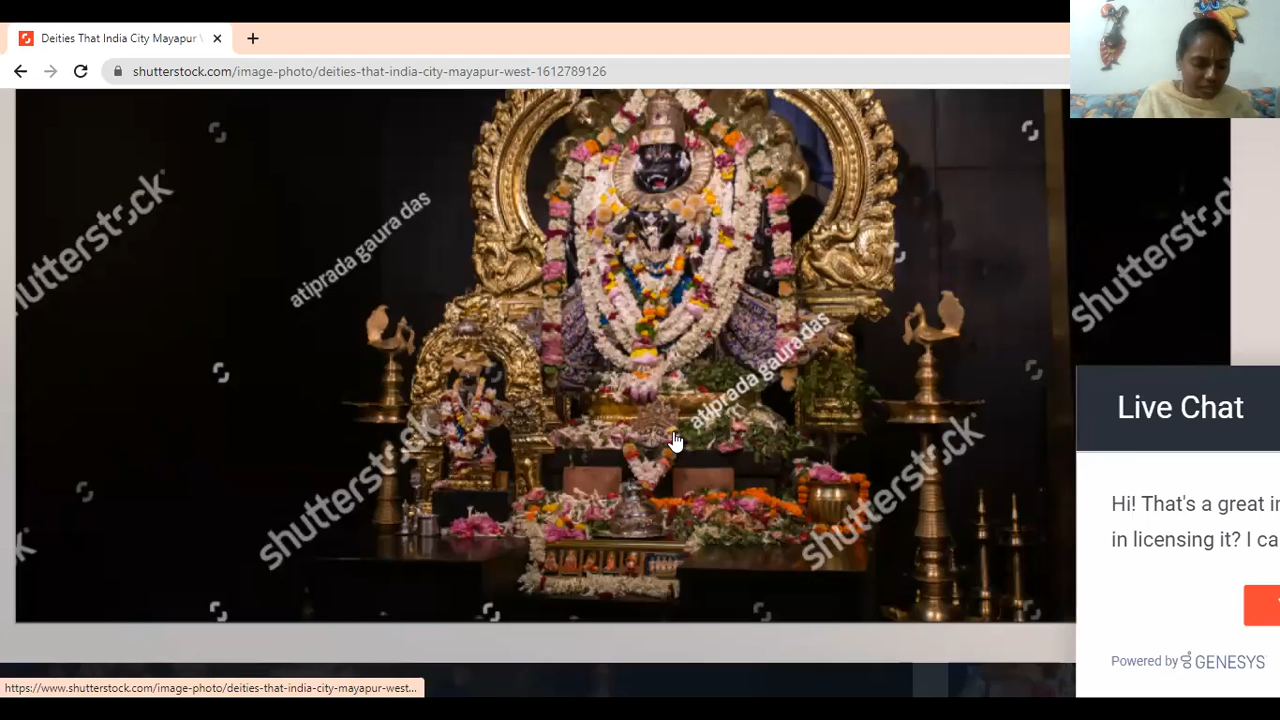 Deities That India City Mayapur
shutterstock.com/image-photo/deities-that-india-city-mayapur-west-1612789126
shutterstock
atiprada gaura das
shutterstock
atiprada gaura das
shutterstock
shutterstock
Live Chat
Hi! That's a great
in licensing it? I
Powered by GENESYS
https://www.shutterstock.com/image-photo/deities-that-india-city-mayapur-west...